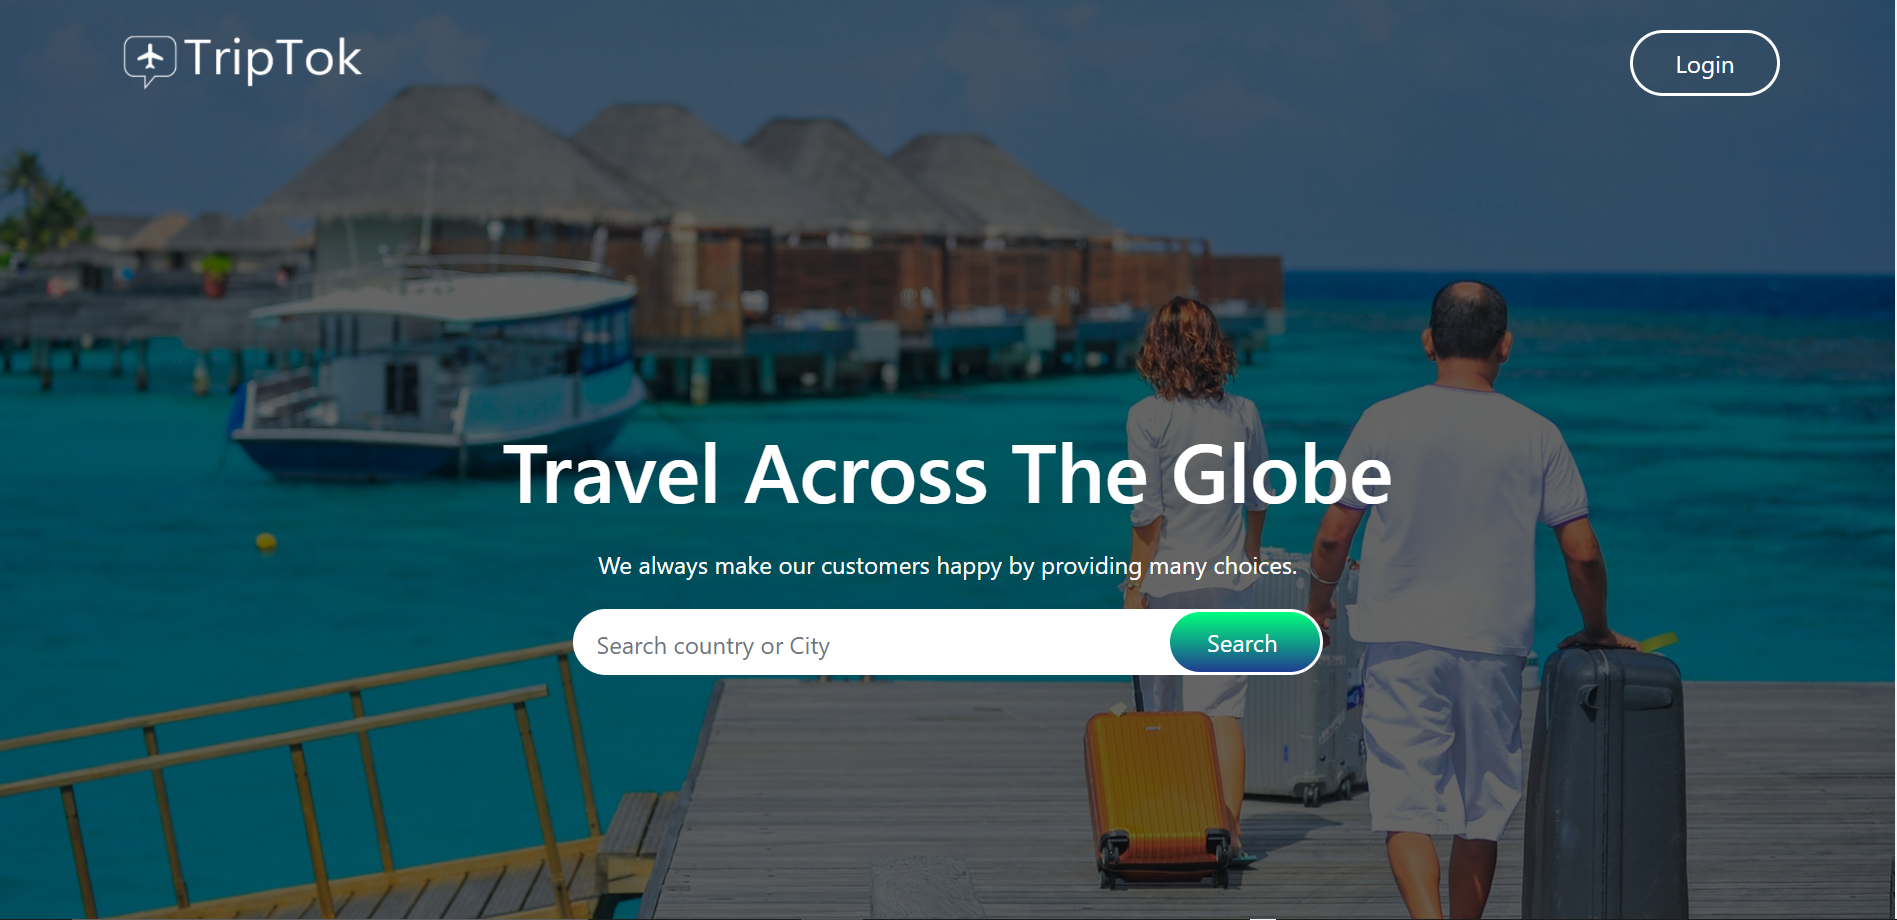 TripTok
Login
Travel Across The Globe
We always make our customers happy by providing many choices.
Search country or City
Search